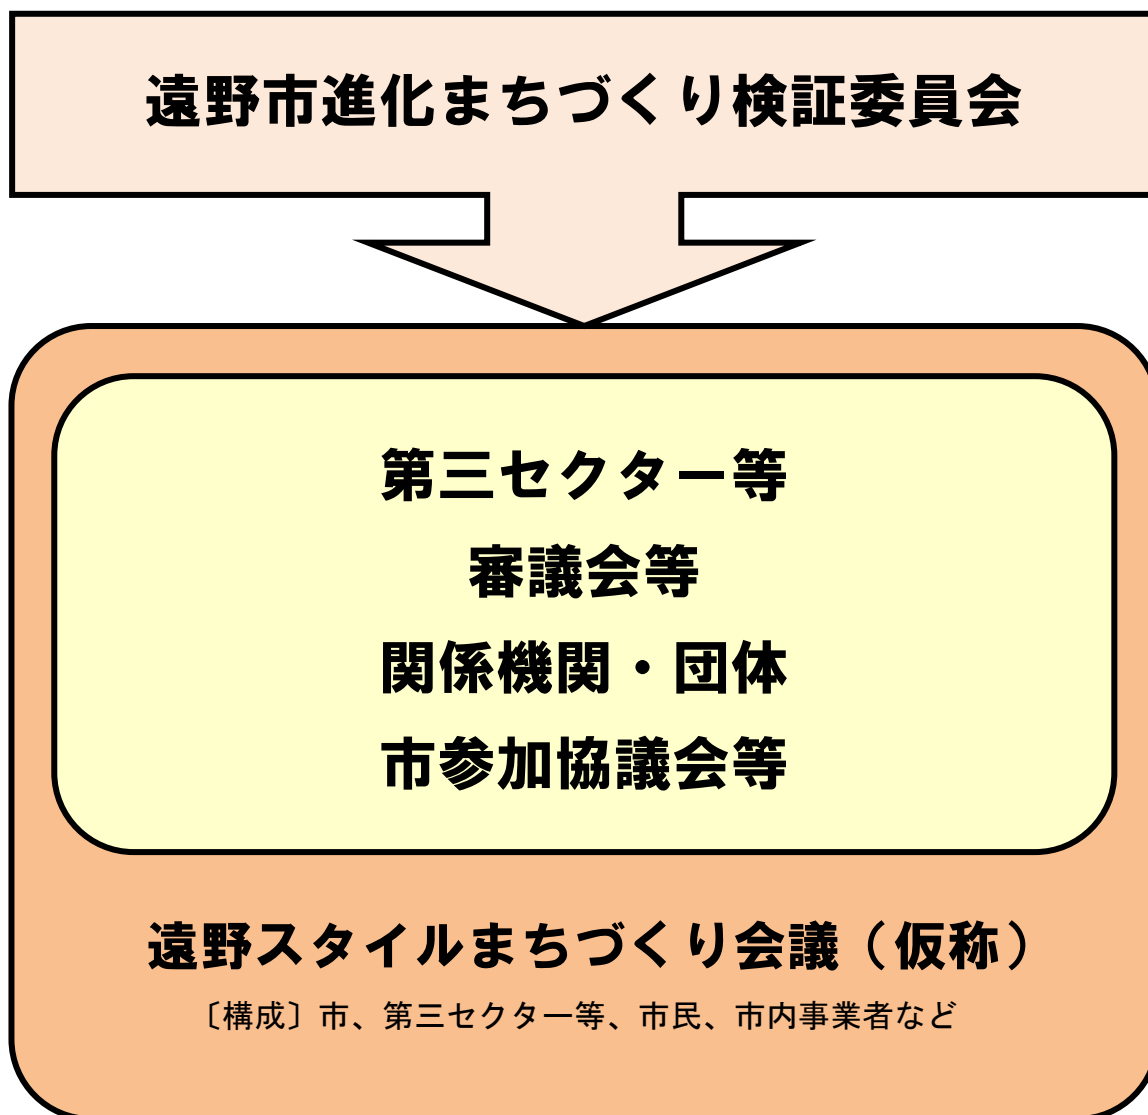 遠野市進化まちづくり検証委員会
第三セクター等
審議会等
関係機関・団体
市参加協議会等
遠野スタイルまちづくり会議（仮称）
〔構成〕市、第三セクター等、市民、市内事業者など